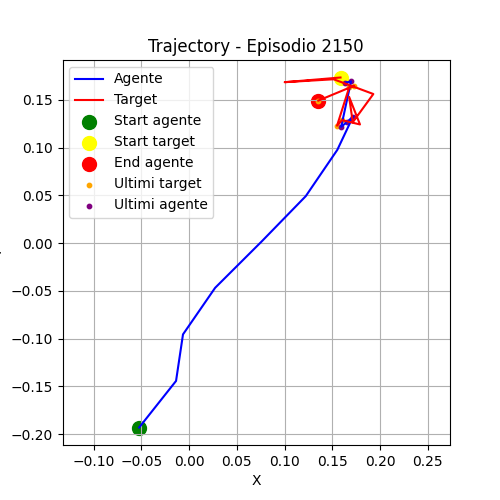 Trajectory - Episodio 2150
Agente
Target
Start agente
Start target
End agente
Ultimi target
Ultimi agente
0.15
0.10
0.05
0.00
−0.05
−0.10
−0.15
−0.20
−0.10 −0.05 0.00 0.05 0.10 0.15 0.20 0.25
X